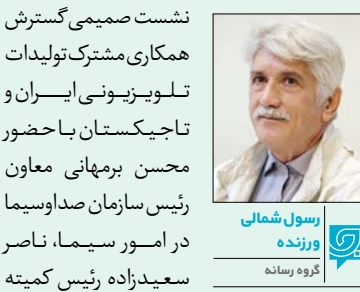 نشست صمیمی گسترش
همکاری مشترک تولیدات
تلویزیونی ایران و
تاجیکستان با حضور
محسن برمهانی معاون
رئیس سازمان صداوسیما
در امور سیما، ناصر
سعیدزاده رئیس کمیته
رسول شمالی
ورزنده
گروه رسانه